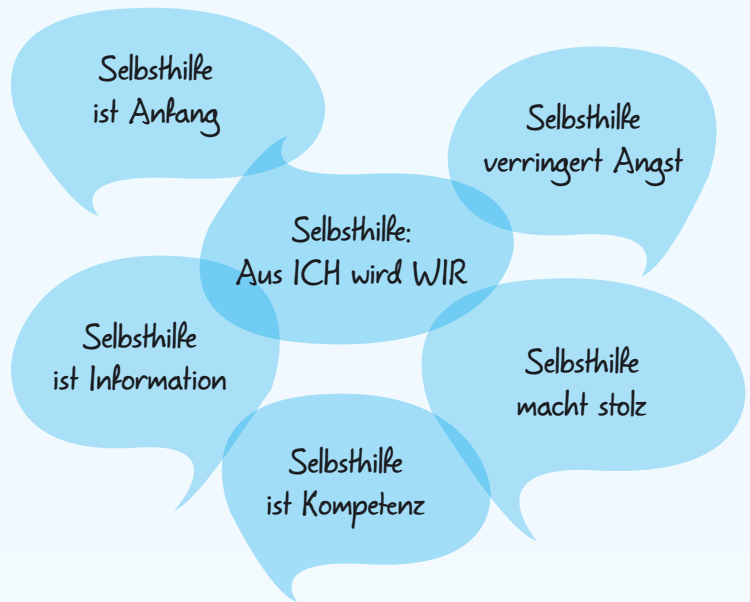 Selbsthilfe
ist Anfang
Selbsthilfe
verringert Angst
Selbsthilfe:
Aus ICH wird WIR
Selbsthilfe
ist Information
Selbsthilfe
macht stolz
Selbsthilfe
ist Kompetenz